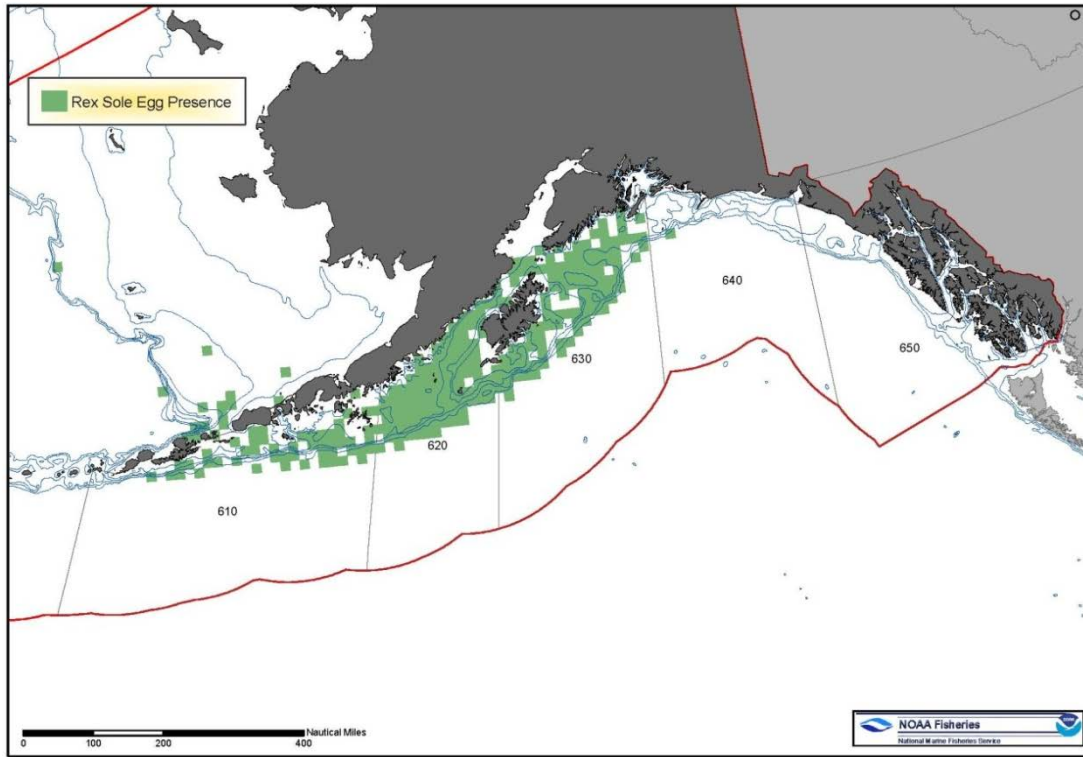 Rex Sole Egg Presence
640
650
630
620
610
Nautical Miles
0 100 200 400
NOAA Fisheries
National Marine Fisheries Service